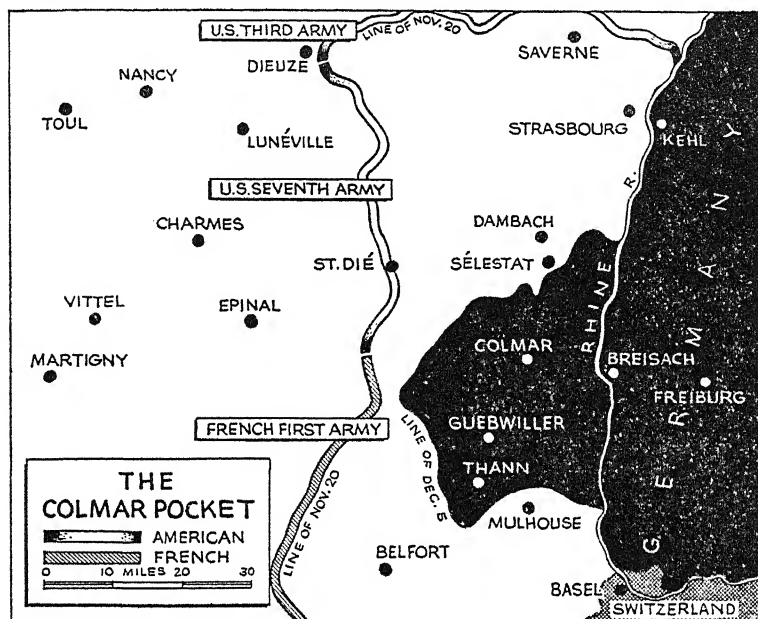 U.S. THIRD ARMY
LINE OF NOV. 20
SAVERNE
DIEUZE
NANCY
TOUL
LUNÉVILLE
STRASBOURG
KEHL
R.
U.S. SEVENTH ARMY
CHARMES
DAMBACH
ST. DIÉ
SÉLESTAT
RHINE
GERMANY
VITTEL
EPINAL
MARTIGNY
COLMAR
BREISACH
FREIBURG
FRENCH FIRST ARMY
GUEBWILLER
THANN
LINE OF DEC. 5
LINE OF NOV. 20
MULHOUSE
BELFORT
BASEL
SWITZERLAND
THE
COLMAR POCKET
AMERICAN
FRENCH
0 10 MILES 20 30